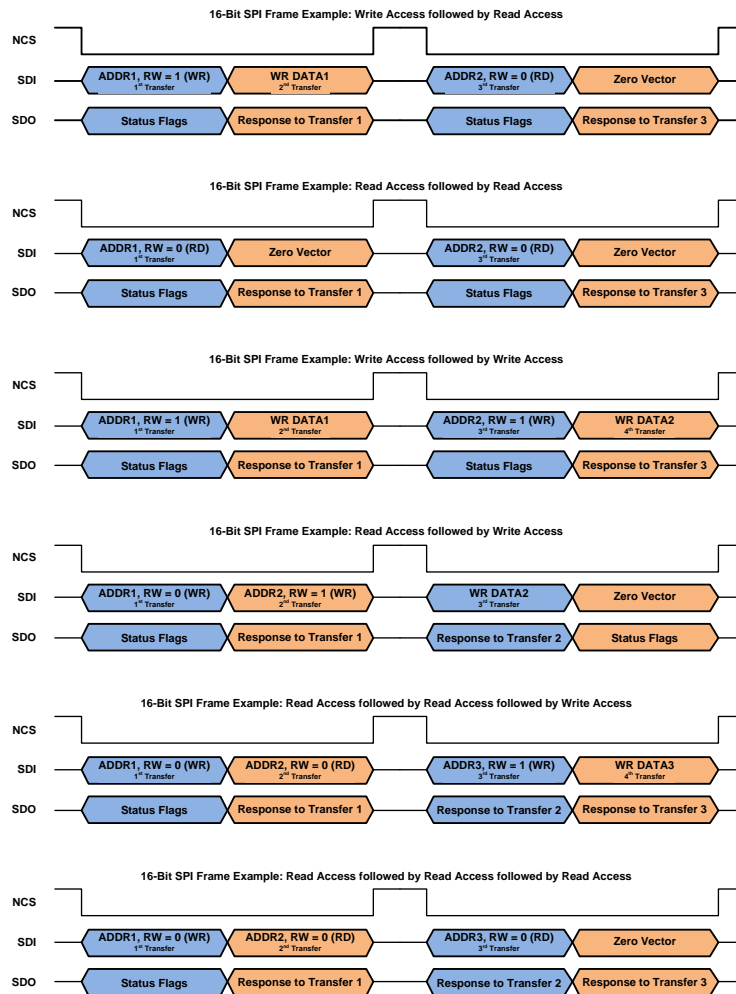 16-Bit SPI Frame Example: Write Access followed by Read Access
NCS
SDI ADDR1, RW = 1 (WR) WR DATA1 ADDR2, RW = 0 (RD) Zero Vector
1st Transfer 2nd Transfer 3rd Transfer
SDO Status Flags Response to Transfer 1 Status Flags Response to Transfer 3
16-Bit SPI Frame Example: Read Access followed by Read Access
NCS
SDI ADDR1, RW = 0 (RD) Zero Vector ADDR2, RW = 0 (RD) Zero Vector
1st Transfer 3rd Transfer
SDO Status Flags Response to Transfer 1 Status Flags Response to Transfer 3
16-Bit SPI Frame Example: Write Access followed by Write Access
NCS
SDI ADDR1, RW = 1 (WR) WR DATA1 ADDR2, RW = 1 (WR) WR DATA2
1st Transfer 2nd Transfer 3rd Transfer 4th Transfer
SDO Status Flags Response to Transfer 1 Status Flags Response to Transfer 3
16-Bit SPI Frame Example: Read Access followed by Write Access
NCS
SDI ADDR1, RW = 0 (WR) ADDR2, RW = 1 (WR) WR DATA2 Zero Vector
1st Transfer 2nd Transfer 3rd Transfer
SDO Status Flags Response to Transfer 1 Response to Transfer 2 Status Flags
16-Bit SPI Frame Example: Read Access followed by Read Access followed by Write Access
NCS
SDI ADDR1, RW = 0 (WR) ADDR2, RW = 0 (RD) ADDR3, RW = 1 (WR) WR DATA3
1st Transfer 2nd Transfer 3rd Transfer 4th Transfer
SDO Status Flags Response to Transfer 1 Response to Transfer 2 Response to Transfer 3
16-Bit SPI Frame Example: Read Access followed by Read Access followed by Read Access
NCS
SDI ADDR1, RW = 0 (WR) ADDR2, RW = 0 (RD) ADDR3, RW = 0 (RD) Zero Vector
1st Transfer 2nd Transfer 3rd Transfer
SDO Status Flags Response to Transfer 1 Response to Transfer 2 Response to Transfer 3